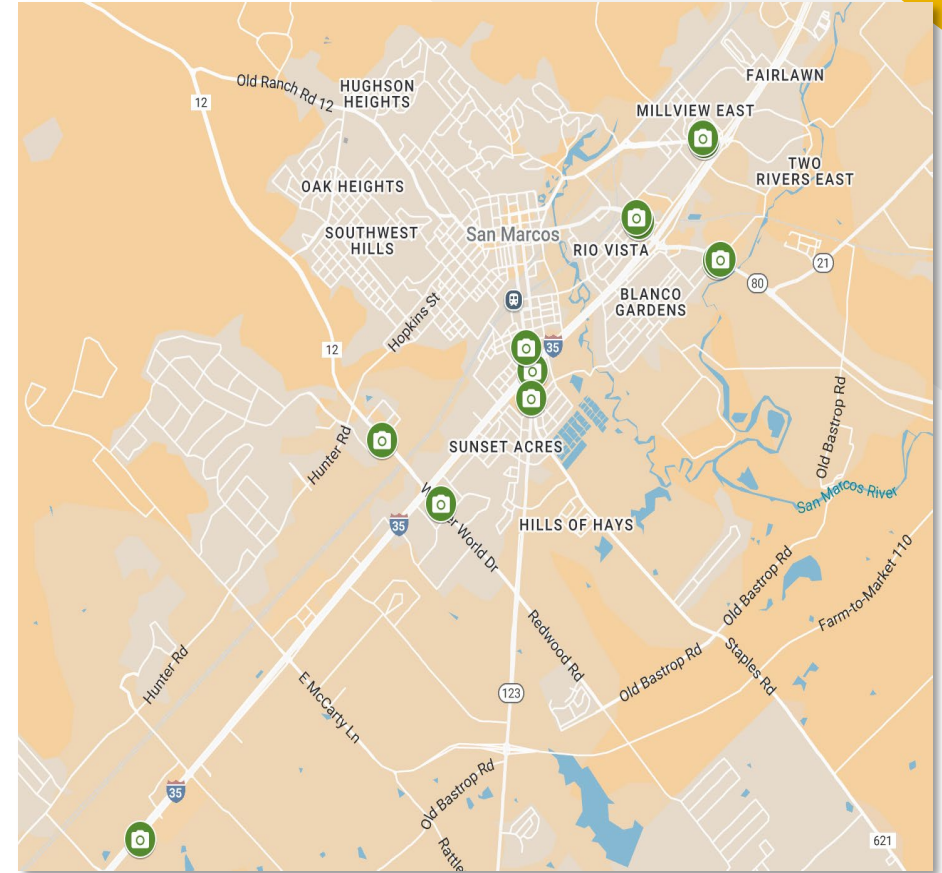 FAIRLAWN
Old Ranch Rd 12
HUGHSON
HEIGHTS
12
MILLVIEW EAST
TWO
RIVERS EAST
OAK HEIGHTS
SOUTHWEST
HILLS
San Marcos
RIO VISTA
21
80
BLANCO
GARDENS
Hopkins St
12
35
Old Bastrop Rd
Hunter Rd
SUNSET ACRES
San Marcos River
35
World Dr
HILLS OF HAYS
Old Bastrop Rd
Farm-to-Market 110
Redwood Rd
Hunter Rd
Old Bastrop Rd
Staples Rd
E McCarty Ln
123
35
Old Bastrop Rd
621